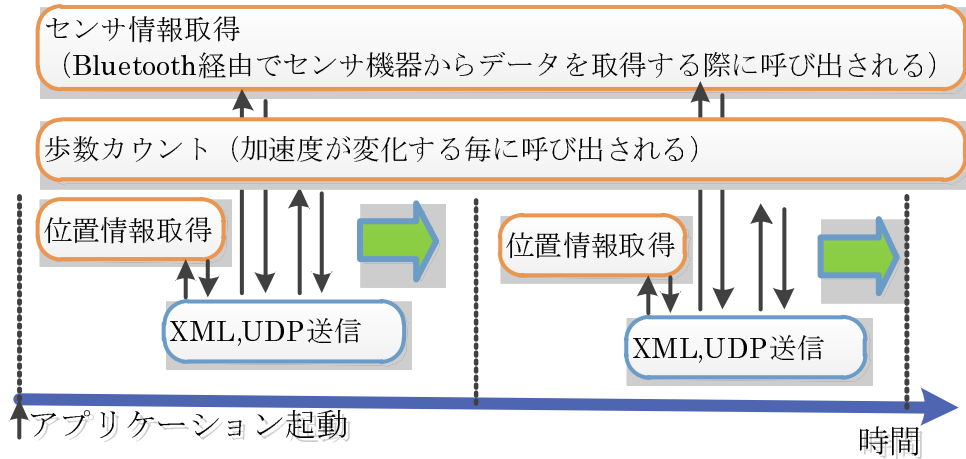 センサ情報取得
（Bluetooth経由でセンサ機器からデータを取得する際に呼び出される）
歩数カウント（加速度が変化する毎に呼び出される）
位置情報取得
位置情報取得
XML,UDP送信
XML,UDP送信
アプリケーション起動
時間